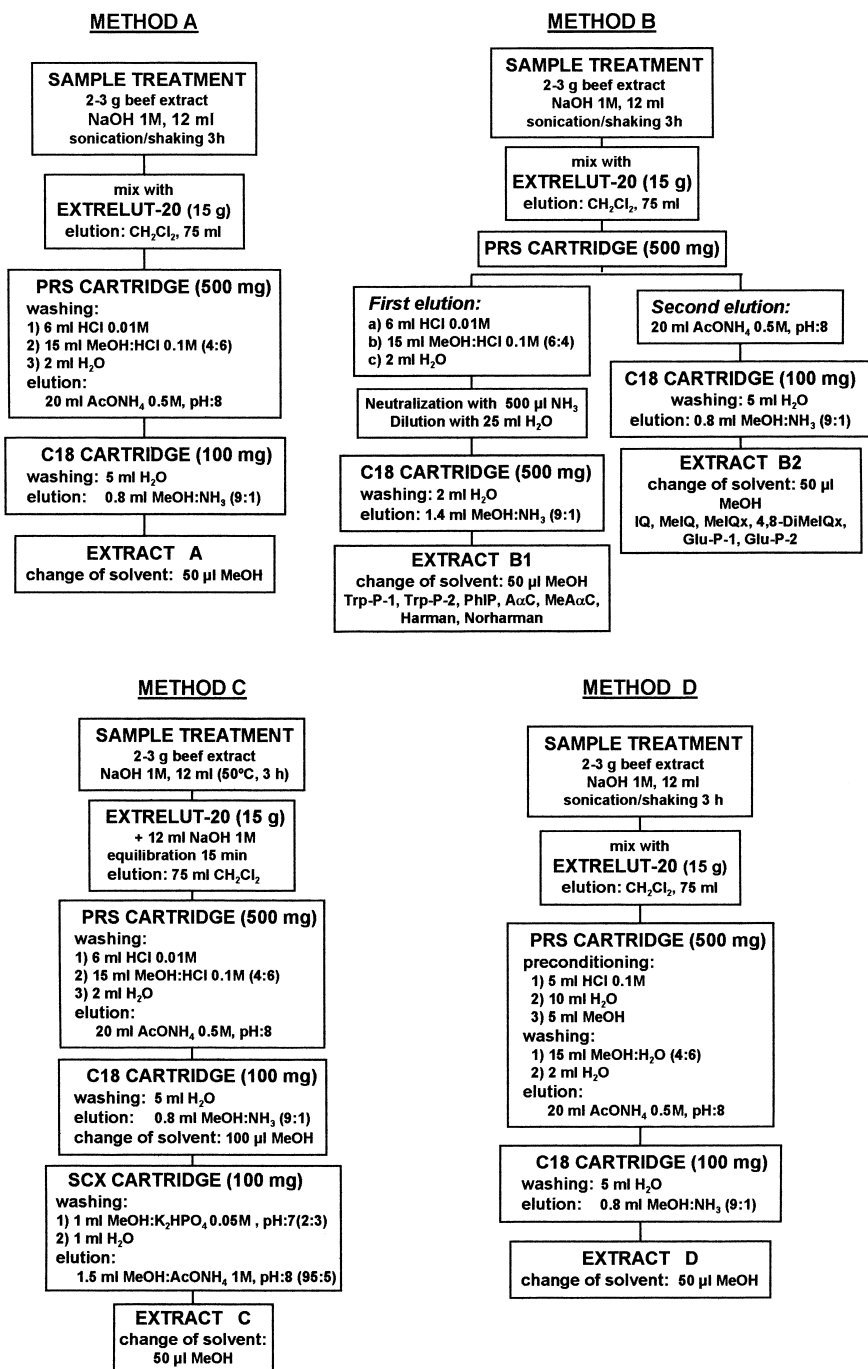 METHOD A
SAMPLE TREATMENT
2-3 g beef extract
NaOH 1M, 12 ml
sonication/shaking 3h
mix with
EXTRELUT-20 (15 g)
elution: CH₂Cl₂, 75 ml
PRS CARTRIDGE (500 mg)
washing:
1) 6 ml HCl 0.01M
2) 15 ml MeOH:HCl 0.1M (4:6)
3) 2 ml H₂O
elution:
20 ml AcONH₄ 0.5M, pH:8
C18 CARTRIDGE (100 mg)
washing: 5 ml H₂O
elution: 0.8 ml MeOH:NH₃ (9:1)
EXTRACT A
change of solvent: 50 µl MeOH
METHOD B
SAMPLE TREATMENT
2-3 g beef extract
NaOH 1M, 12 ml
sonication/shaking 3h
mix with
EXTRELUT-20 (15 g)
elution: CH₂Cl₂, 75 ml
PRS CARTRIDGE (500 mg)
First elution:
a) 6 ml HCl 0.01M
b) 15 ml MeOH:HCl 0.1M (6:4)
c) 2 ml H₂O
Neutralization with 500 µl NH₃
Dilution with 25 ml H₂O
C18 CARTRIDGE (500 mg)
washing: 2 ml H₂O
elution: 1.4 ml MeOH:NH₃ (9:1)
EXTRACT B1
change of solvent: 50 µl MeOH
Trp-P-1, Trp-P-2, PhIP, AαC, MeAαC,
Harman, Norharman
Second elution:
20 ml AcONH₄ 0.5M, pH:8
C18 CARTRIDGE (100 mg)
washing: 5 ml H₂O
elution: 0.8 ml MeOH:NH₃ (9:1)
EXTRACT B2
change of solvent: 50 µl
MeOH
IQ, MeIQ, MeIQx, 4,8-DiMeIQx,
Glu-P-1, Glu-P-2
METHOD C
SAMPLE TREATMENT
2-3 g beef extract
NaOH 1M, 12 ml (50ºC, 3 h)
EXTRELUT-20 (15 g)
+ 12 ml NaOH 1M
equilibration 15 min
elution: 75 ml CH₂Cl₂
PRS CARTRIDGE (500 mg)
washing:
1) 6 ml HCl 0.01M
2) 15 ml MeOH:HCl 0.1M (4:6)
3) 2 ml H₂O
elution:
20 ml AcONH₄ 0.5M, pH:8
C18 CARTRIDGE (100 mg)
washing: 5 ml H₂O
elution: 0.8 ml MeOH:NH₃ (9:1)
change of solvent: 100 µl MeOH
SCX CARTRIDGE (100 mg)
washing:
1) 1 ml MeOH:K₂HPO₄ 0.05M , pH:7(2:3)
2) 1 ml H₂O
elution:
1.5 ml MeOH:AcONH₄ 1M, pH:8 (95:5)
EXTRACT C
change of solvent:
50 µl MeOH
METHOD D
SAMPLE TREATMENT
2-3 g beef extract
NaOH 1M, 12 ml
sonication/shaking 3 h
mix with
EXTRELUT-20 (15 g)
elution: CH₂Cl₂, 75 ml
PRS CARTRIDGE (500 mg)
preconditioning:
1) 5 ml HCl 0.1M
2) 10 ml H₂O
3) 5 ml MeOH
washing:
1) 15 ml MeOH:H₂O (4:6)
2) 2 ml H₂O
elution:
20 ml AcONH₄ 0.5M, pH:8
C18 CARTRIDGE (100 mg)
washing: 5 ml H₂O
elution: 0.8 ml MeOH:NH₃ (9:1)
EXTRACT D
change of solvent: 50 µl MeOH